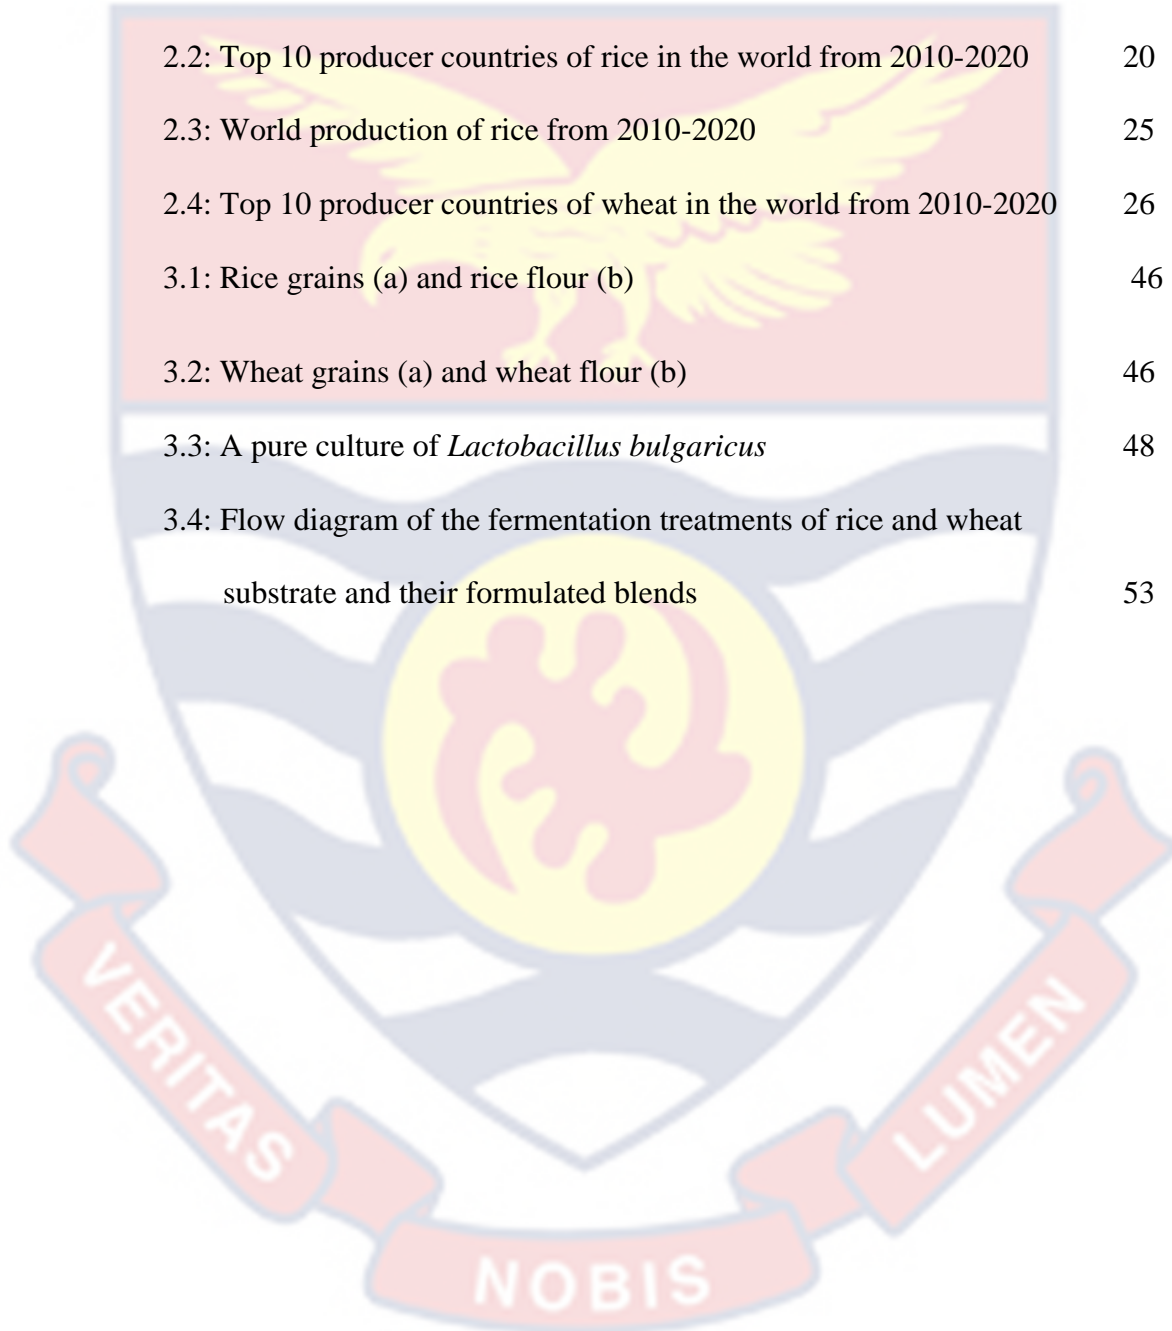 2.2: Top 10 producer countries of rice in the world from 2010-2020 20
2.3: World production of rice from 2010-2020 25
2.4: Top 10 producer countries of wheat in the world from 2010-2020 26
3.1: Rice grains (a) and rice flour (b) 46
3.2: Wheat grains (a) and wheat flour (b) 46
3.3: A pure culture of Lactobacillus bulgaricus 48
3.4: Flow diagram of the fermentation treatments of rice and wheat
substrate and their formulated blends 53
VERITAS
NOBIS
LUMEN